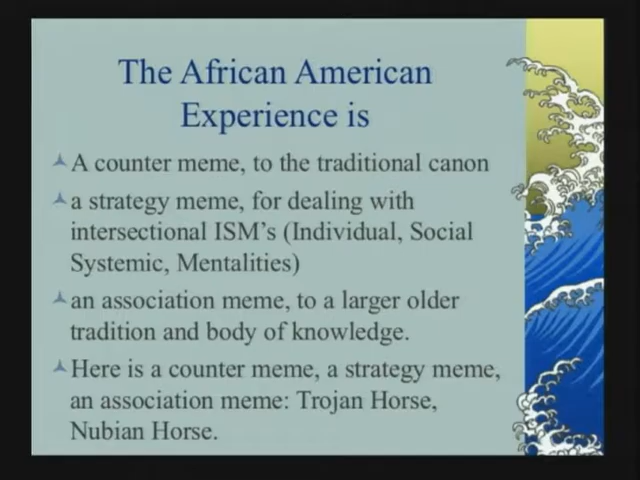 The African American
Experience is
A counter meme, to the traditional canon
a strategy meme, for dealing with
intersectional ISM's (Individual, Social
Systemic, Mentalities)
an association meme, to a larger older
tradition and body of knowledge.
Here is a counter meme, a strategy meme,
an association meme: Trojan Horse,
Nubian Horse.